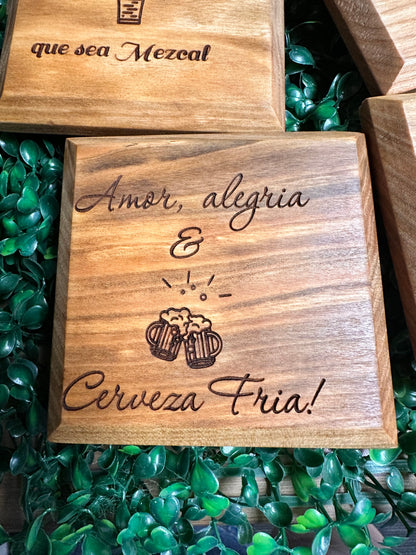 que sea Mezcal
Amor, alegria
&
Cerveza Fria!